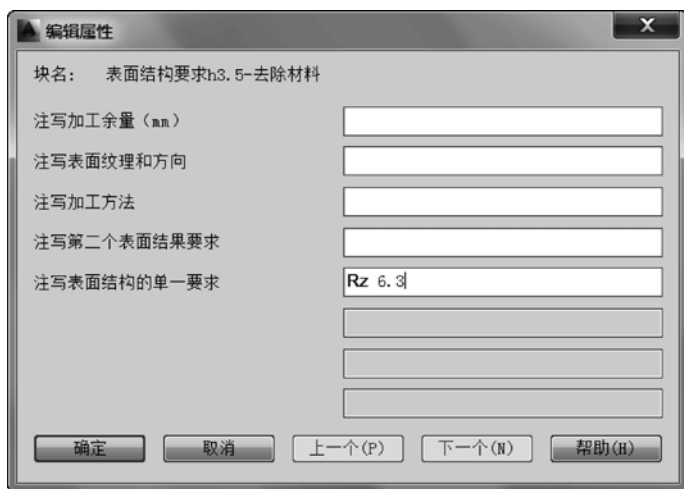 编辑属性
块名： 表面结构要求h3.5-去除材料
注写加工余量（mm）
注写表面纹理和方向
注写加工方法
注写第二个表面结果要求
注写表面结构的单一要求 Rz 6.3
确定 取消 上一个(P) 下一个(N) 帮助(H)